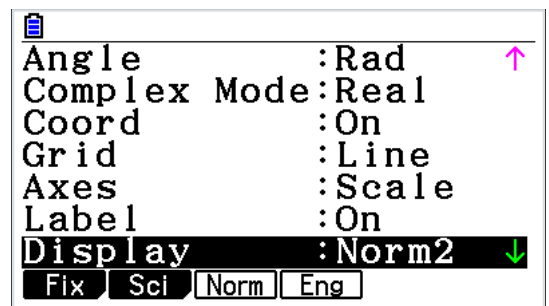 Angle :Rad ↑
Complex Mode:Real
Coord :On
Grid :Line
Axes :Scale
Label :On
Display :Norm2 ↓
Fix Sci Norm Eng